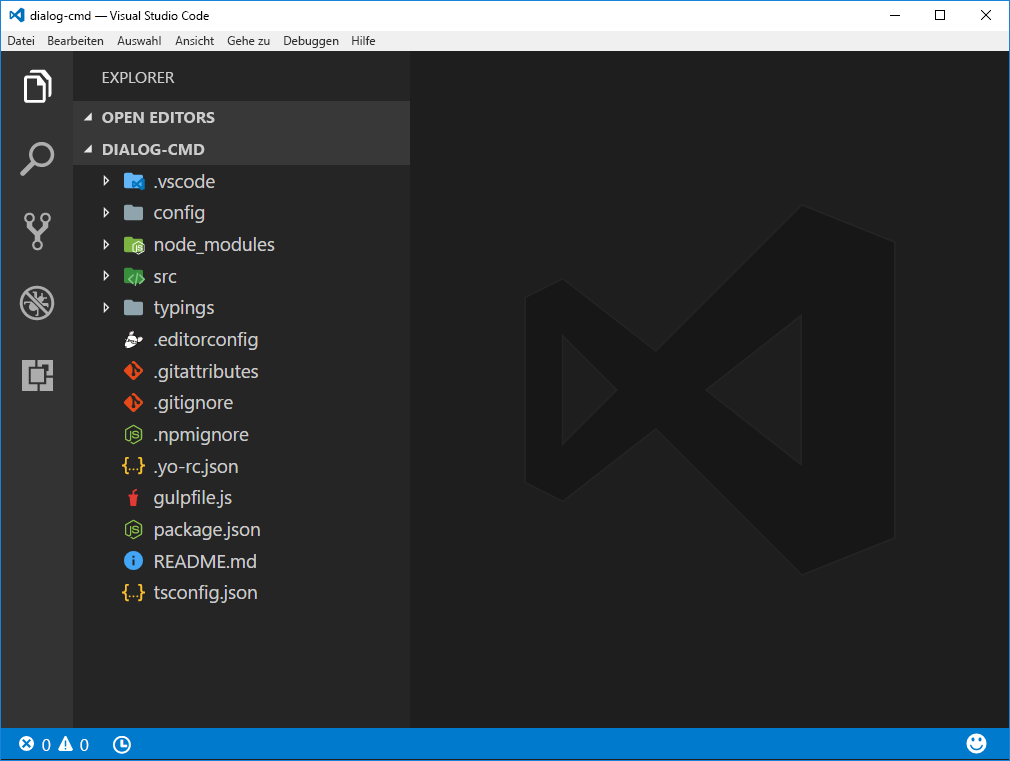 dialog-cmd — Visual Studio Code
Datei Bearbeiten Auswahl Ansicht Gehe zu Debuggen Hilfe
EXPLORER
OPEN EDITORS
DIALOG-CMD
.vscode
config
node_modules
src
typings
.editorconfig
.gitattributes
.gitignore
.npmignore
.yo-rc.json
gulpfile.js
package.json
README.md
tsconfig.json
0 0